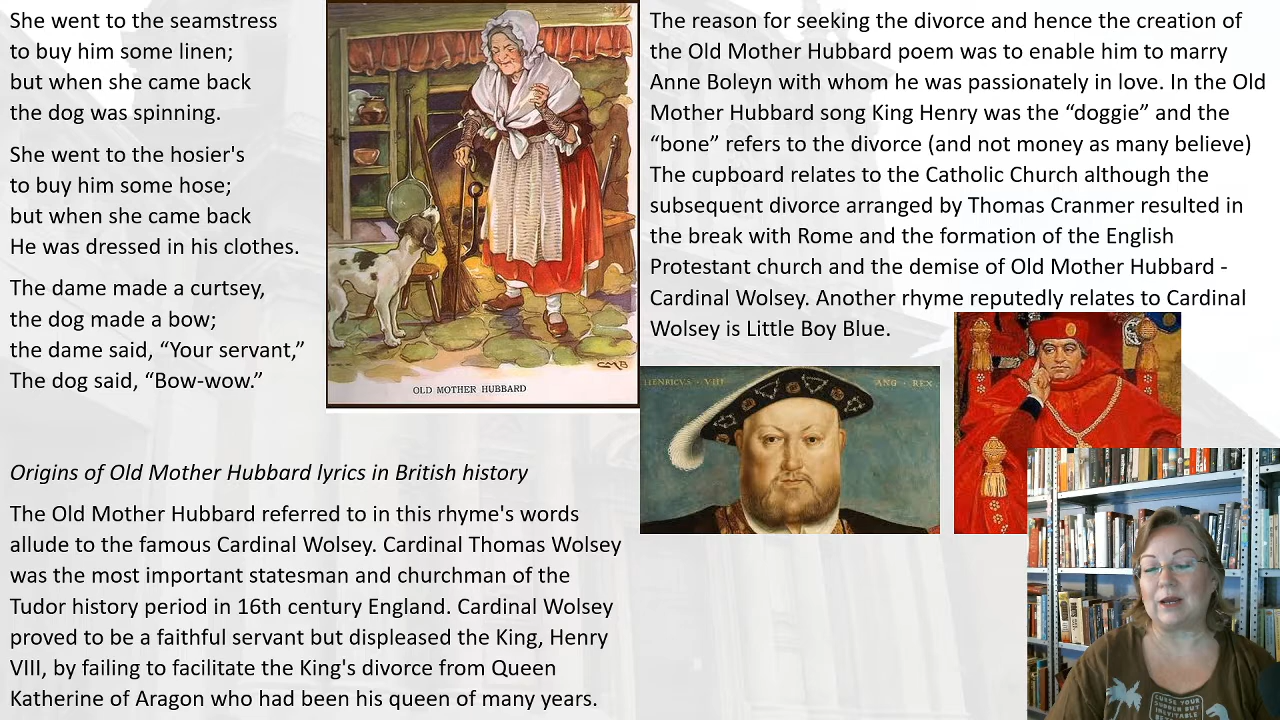 She went to the seamstress
to buy him some linen;
but when she came back
the dog was spinning.
She went to the hosier's
to buy him some hose;
but when she came back
He was dressed in his clothes.
The dame made a curtsey,
the dog made a bow;
the dame said, “Your servant,”
The dog said, “Bow-wow.”
Origins of Old Mother Hubbard lyrics in British history
The Old Mother Hubbard referred to in this rhyme's words
allude to the famous Cardinal Wolsey. Cardinal Thomas Wolsey
was the most important statesman and churchman of the
Tudor history period in 16th century England. Cardinal Wolsey
proved to be a faithful servant but displeased the King, Henry
VIII, by failing to facilitate the King's divorce from Queen
Katherine of Aragon who had been his queen of many years.
CMB
OLD MOTHER HUBBARD
The reason for seeking the divorce and hence the creation of
the Old Mother Hubbard poem was to enable him to marry
Anne Boleyn with whom he was passionately in love. In the Old
Mother Hubbard song King Henry was the “doggie” and the
“bone” refers to the divorce (and not money as many believe)
The cupboard relates to the Catholic Church although the
subsequent divorce arranged by Thomas Cranmer resulted in
the break with Rome and the formation of the English
Protestant church and the demise of Old Mother Hubbard -
Cardinal Wolsey. Another rhyme reputedly relates to Cardinal
Wolsey is Little Boy Blue.
HENRICVS · VIII ANG · REX
CURSE YOUR
SUDDEN BUT
INEVITABLE